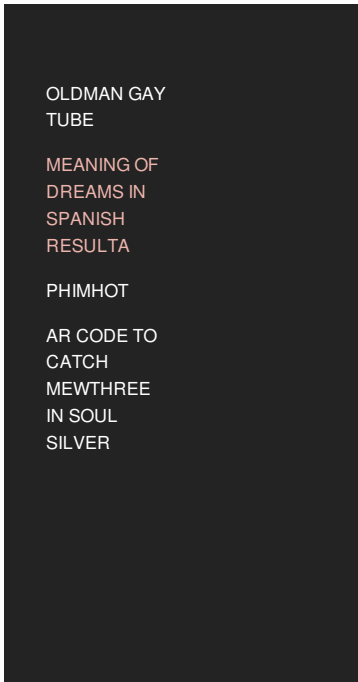 OLDMAN GAY
TUBE
MEANING OF
DREAMS IN
SPANISH
RESULTA
PHIMHOT
AR CODE TO
CATCH
MEWTHREE
IN SOUL
SILVER